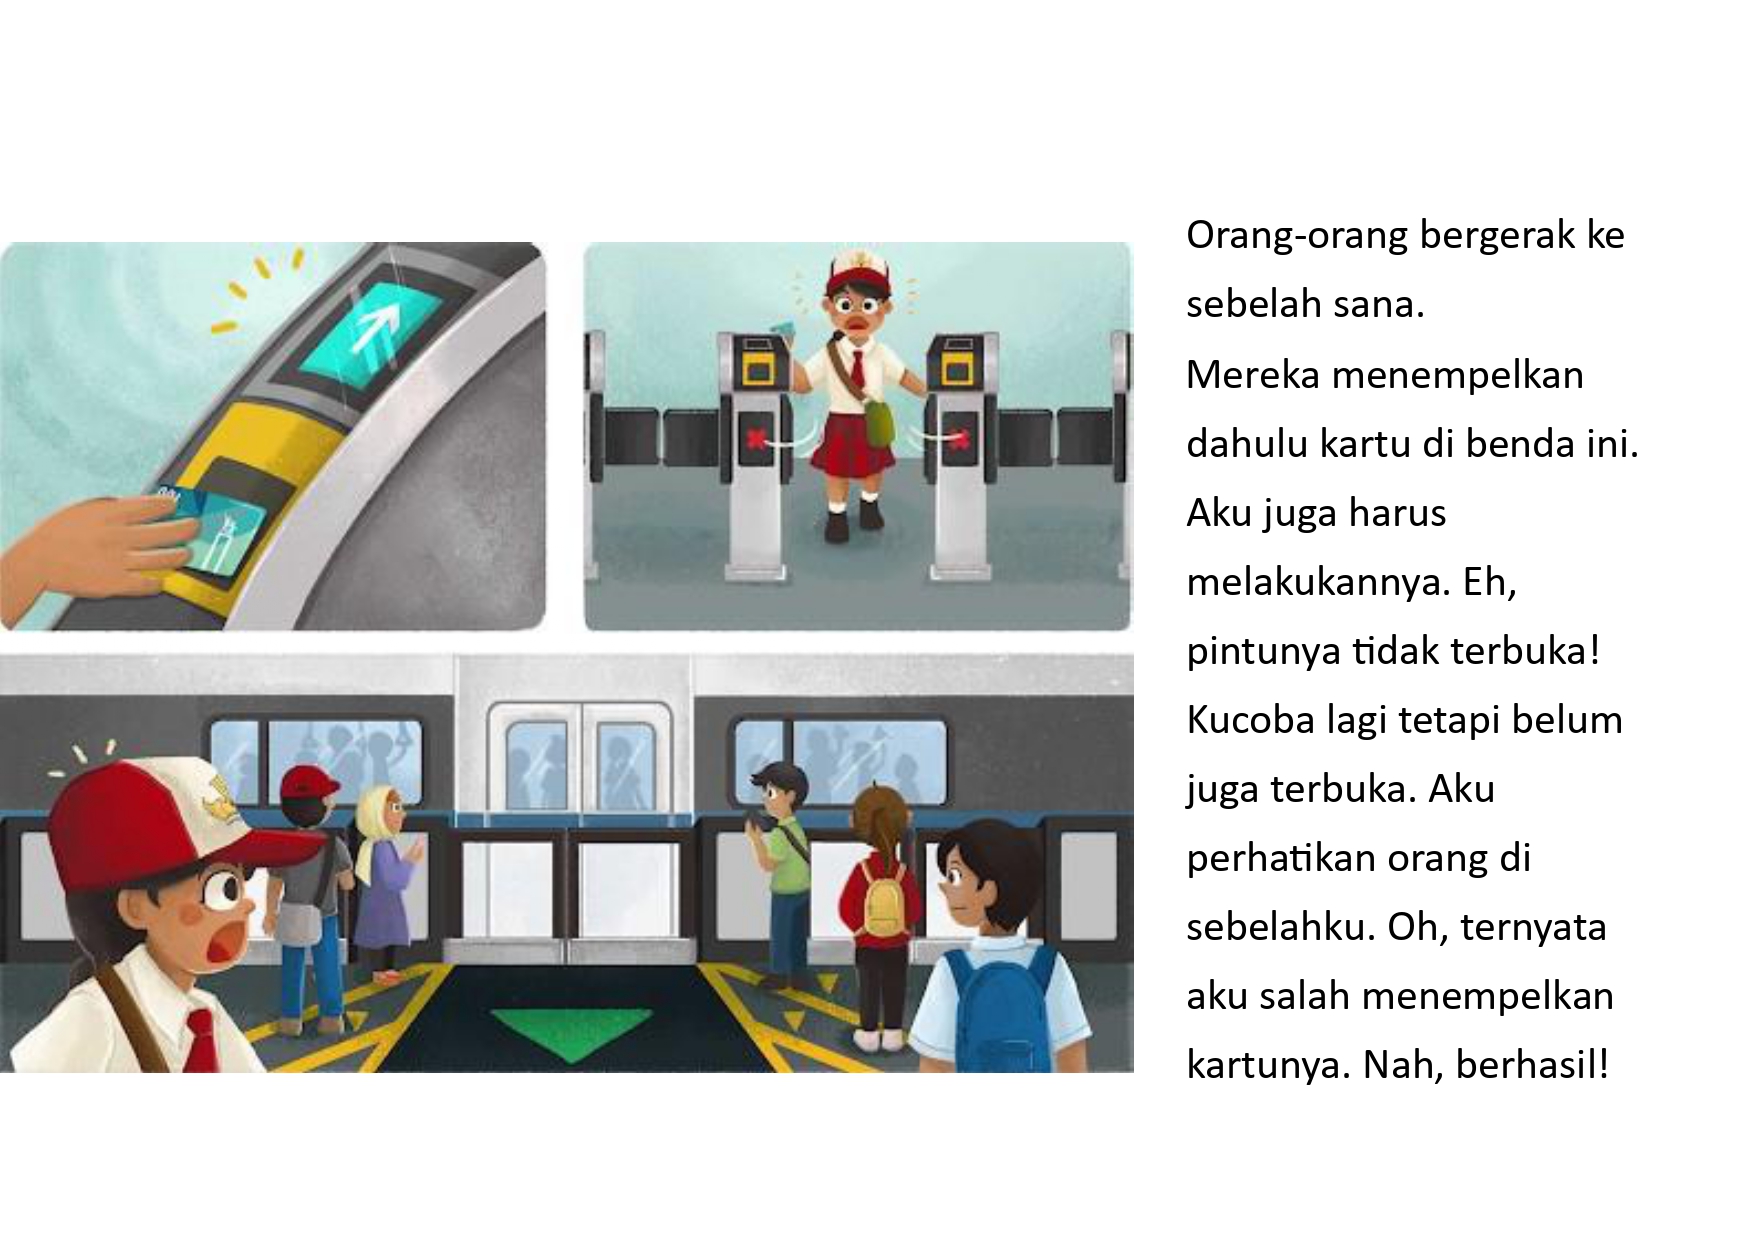 Orang-orang bergerak ke
sebelah sana.
Mereka menempelkan
dahulu kartu di benda ini.
Aku juga harus
melakukannya. Eh,
pintunya tidak terbuka!
Kucoba lagi tetapi belum
juga terbuka. Aku
perhatikan orang di
sebelahku. Oh, ternyata
aku salah menempelkan
kartunya. Nah, berhasil!